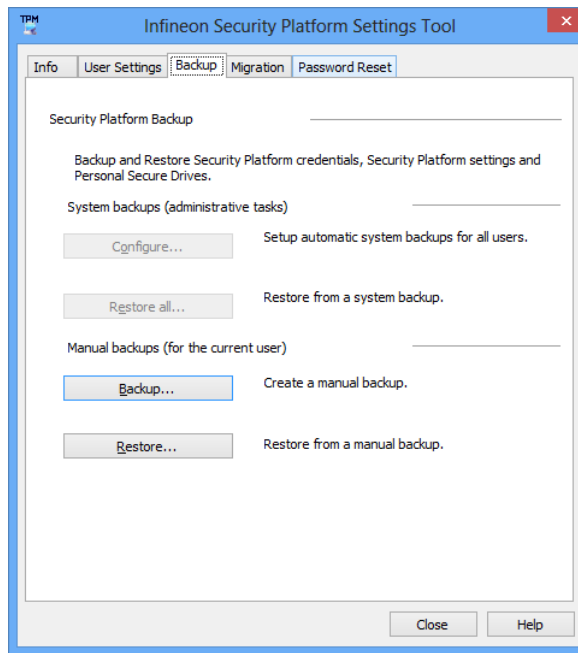 TPM
Infineon Security Platform Settings Tool
Info User Settings Backup Migration Password Reset
Security Platform Backup
Backup and Restore Security Platform credentials, Security Platform settings and
Personal Secure Drives.
System backups (administrative tasks)
Configure...
Setup automatic system backups for all users.
Restore all...
Restore from a system backup.
Manual backups (for the current user)
Backup...
Create a manual backup.
Restore...
Restore from a manual backup.
Close Help